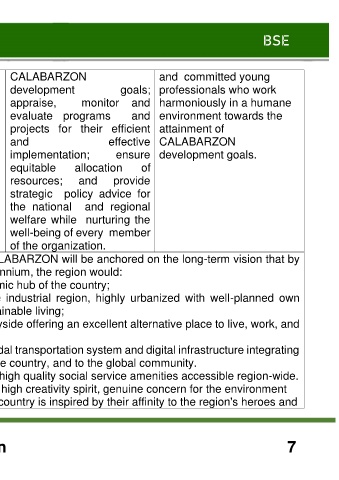 BSE
CALABARZON
development goals;
appraise, monitor and
evaluate programs and
projects for their efficient
and effective
implementation; ensure
equitable allocation of
resources; and provide
strategic policy advice for
the national and regional
welfare while nurturing the
well-being of every member
of the organization.
and committed young
professionals who work
harmoniously in a humane
environment towards the
attainment of
CALABARZON
development goals.
LABARZON will be anchored on the long-term vision that by
nnium, the region would:
mic hub of the country;
industrial region, highly urbanized with well-planned own
ainable living;
yside offering an excellent alternative place to live, work, and
dal transportation system and digital infrastructure integrating
e country, and to the global community.
high quality social service amenities accessible region-wide.
high creativity spirit, genuine concern for the environment
country is inspired by their affinity to the region's heroes and
n 7